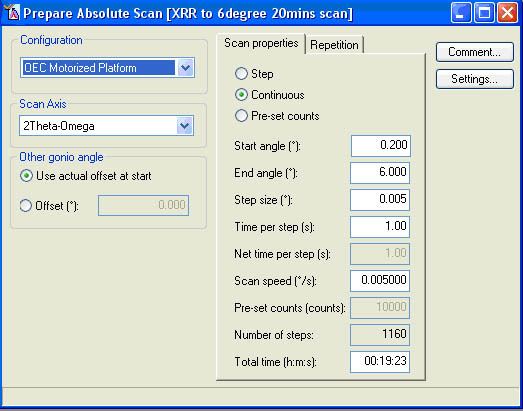 Prepare Absolute Scan [XRR to 6degree 20mins scan]
Configuration
OEC Motorized Platform
Scan Axis
2Theta-Omega
Other gonio angle
Use actual offset at start
Offset (°): 0.000
Scan properties Repetition
Step
Continuous
Pre-set counts
Start angle (°): 0.200
End angle (°): 6.000
Step size (°): 0.005
Time per step (s): 1.00
Net time per step (s): 1.00
Scan speed (°/s): 0.005000
Pre-set counts (counts): 10000
Number of steps: 1160
Total time (h:m:s): 00:19:23
Comment...
Settings...